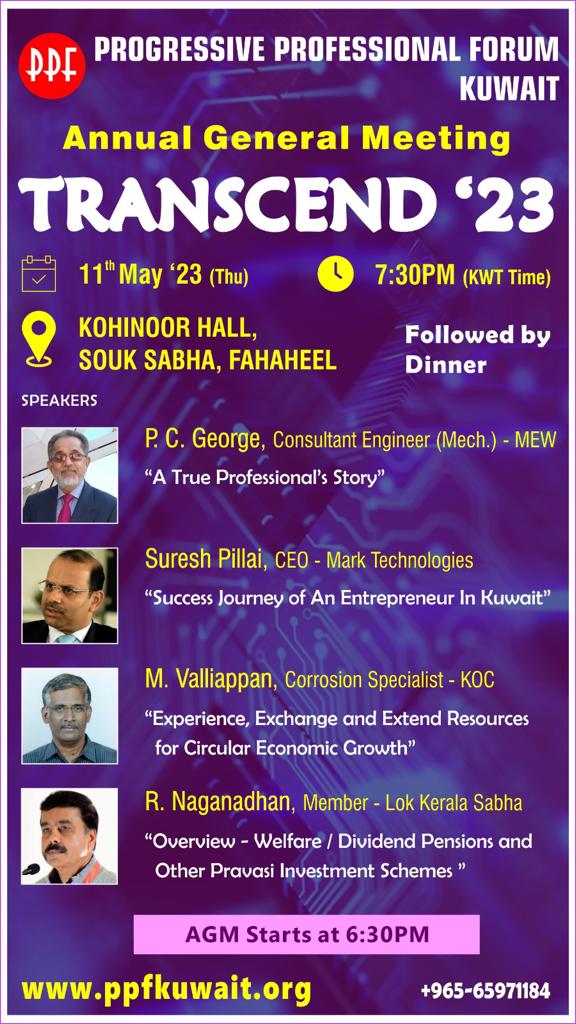 PPF
PROGRESSIVE PROFESSIONAL FORUM
KUWAIT
Annual General Meeting
TRANSCEND ‘23
11th May ‘23 (Thu)
7:30PM (KWT Time)
KOHINOOR HALL,
SOUK SABHA, FAHAHEEL
Followed by
Dinner
SPEAKERS
P. C. George, Consultant Engineer (Mech.) - MEW
“A True Professional’s Story”
Suresh Pillai, CEO - Mark Technologies
“Success Journey of An Entrepreneur In Kuwait”
M. Valliappan, Corrosion Specialist - KOC
“Experience, Exchange and Extend Resources
for Circular Economic Growth”
R. Naganadhan, Member - Lok Kerala Sabha
“Overview - Welfare / Dividend Pensions and
Other Pravasi Investment Schemes ”
AGM Starts at 6:30PM
www.ppfkuwait.org
+965-65971184